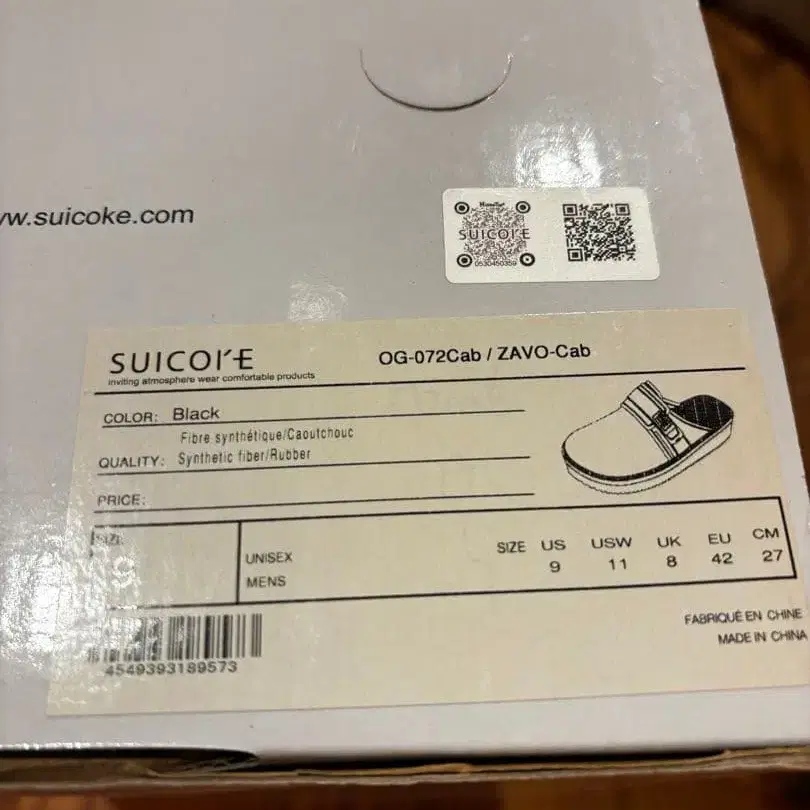 w.suicoke.com
SUICOKE
0530450359
SUICOKE
inviting atmosphere wear comfortable products
OG-072Cab / ZAVO-Cab
COLOR: Black
Fibre synthétique/Caoutchouc
QUALITY: Synthetic fiber/Rubber
PRICE:
SIZE
9
UNISEX
MENS
SIZE US USW UK EU CM
9 11 8 42 27
FABRIQUÉ EN CHINE
MADE IN CHINA
4549393189573